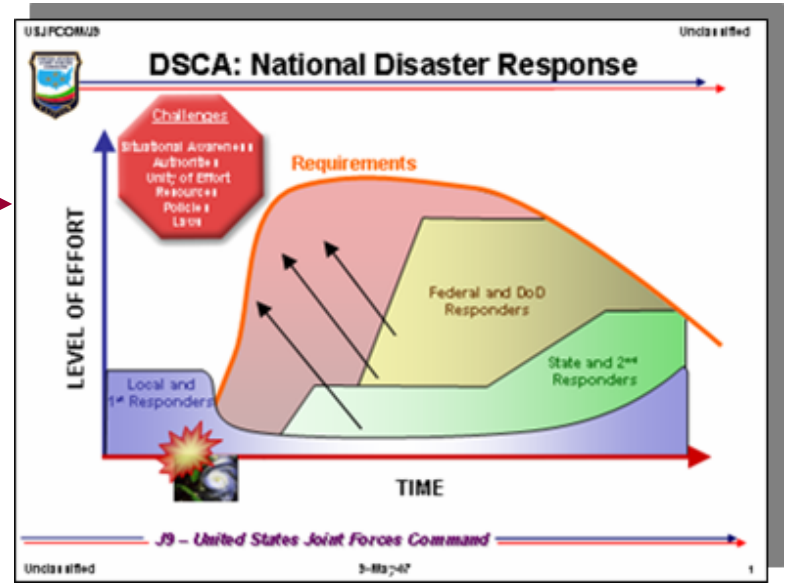 USJFCOM/J9
Unclassified
DSCA: National Disaster Response
Challenges
Situational Awareness
Authorities
Unity of Effort
Resources
Policies
Laws
Requirements
LEVEL OF EFFORT
Federal and DoD
Responders
State and 2nd
Responders
Local and
1st Responders
TIME
J9 – United States Joint Forces Command
Unclassified
1